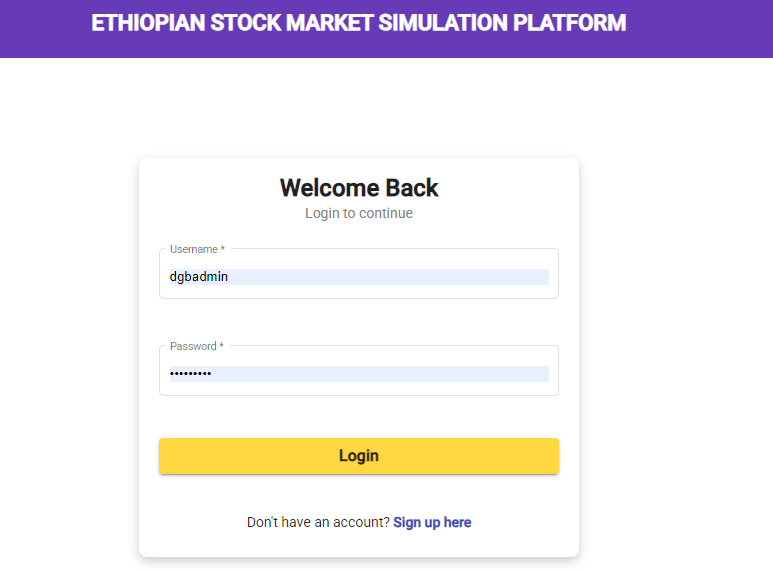 ETHIOPIAN STOCK MARKET SIMULATION PLATFORM
Welcome Back
Login to continue
Username *
dgbadmin
Password *
•••••••••
Login
Don't have an account? Sign up here